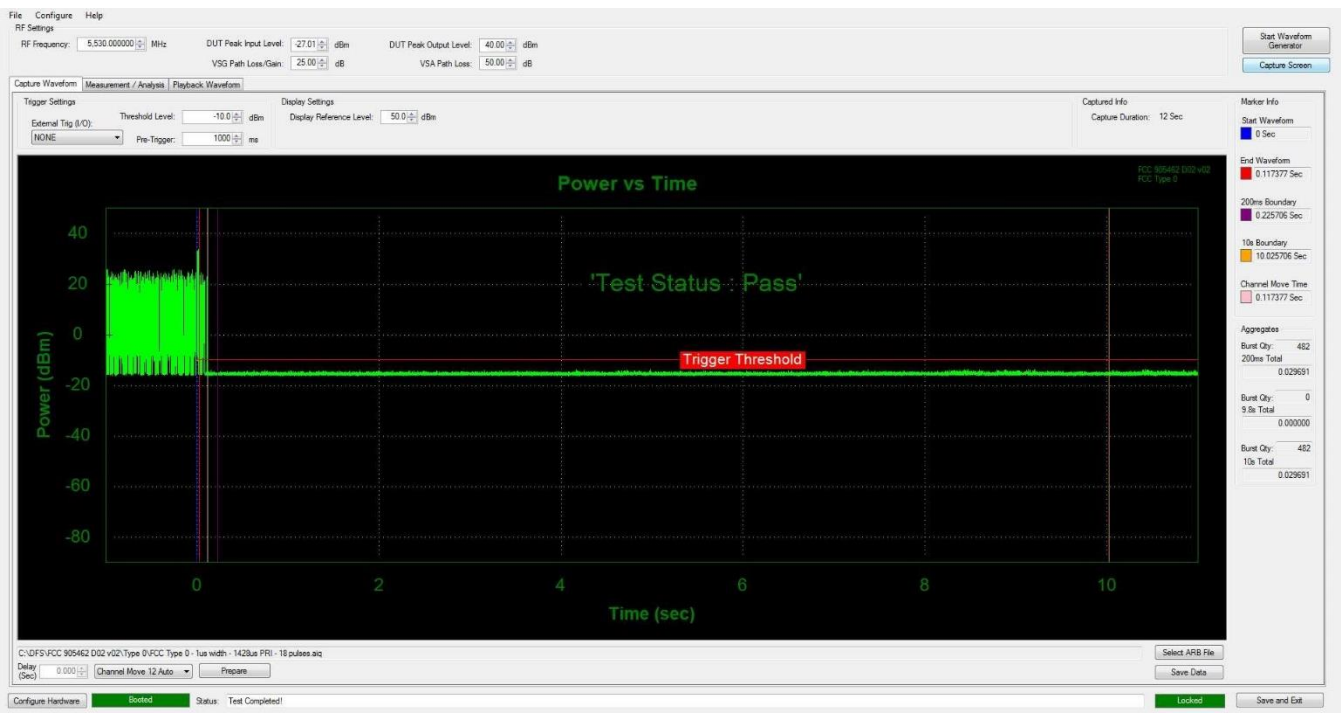 File Configure Help
RF Settings
RF Frequency: 5,530.000000 MHz DUT Peak Input Level: -27.01 dBm DUT Peak Output Level: 40.00 dBm
VSG Path Loss/Gain: 25.00 dB VSA Path Loss: 50.00 dB
Start Waveform Generator
Capture Screen
Capture Waveform Measurement / Analysis Playback Waveform
Trigger Settings
External Trig (I/O): Threshold Level: -10.0 dBm
NONE Pre-Trigger: 1000 ms
Display Settings
Display Reference Level: 50.0 dBm
Captured Info
Capture Duration: 12 Sec
Marker Info
Start Waveform
0 Sec
End Waveform
0.117377 Sec
200ms Boundary
0.225706 Sec
10s Boundary
10.025706 Sec
Channel Move Time
0.117377 Sec
Aggregates
Burst Qty: 482
200ms Total
0.029691
Burst Qty: 0
9.8s Total
0.000000
Burst Qty: 482
10s Total
0.029691
Power vs Time
FCC 905462 D02 v02
FCC Type 0
'Test Status : Pass'
Trigger Threshold
Power (dBm)
40
20
0
-20
-40
-60
-80
0 2 4 6 8 10
Time (sec)
C:\DFS\FCC 905462 D02 v02\Type 0\FCC Type 0 - 1us width - 1428us PRI - 18 pulses.aiq
Select ARB File
Delay (Sec) 0.000 Channel Move 12 Auto Prepare
Save Data
Configure Hardware Booted Status: Test Completed! Locked Save and Exit